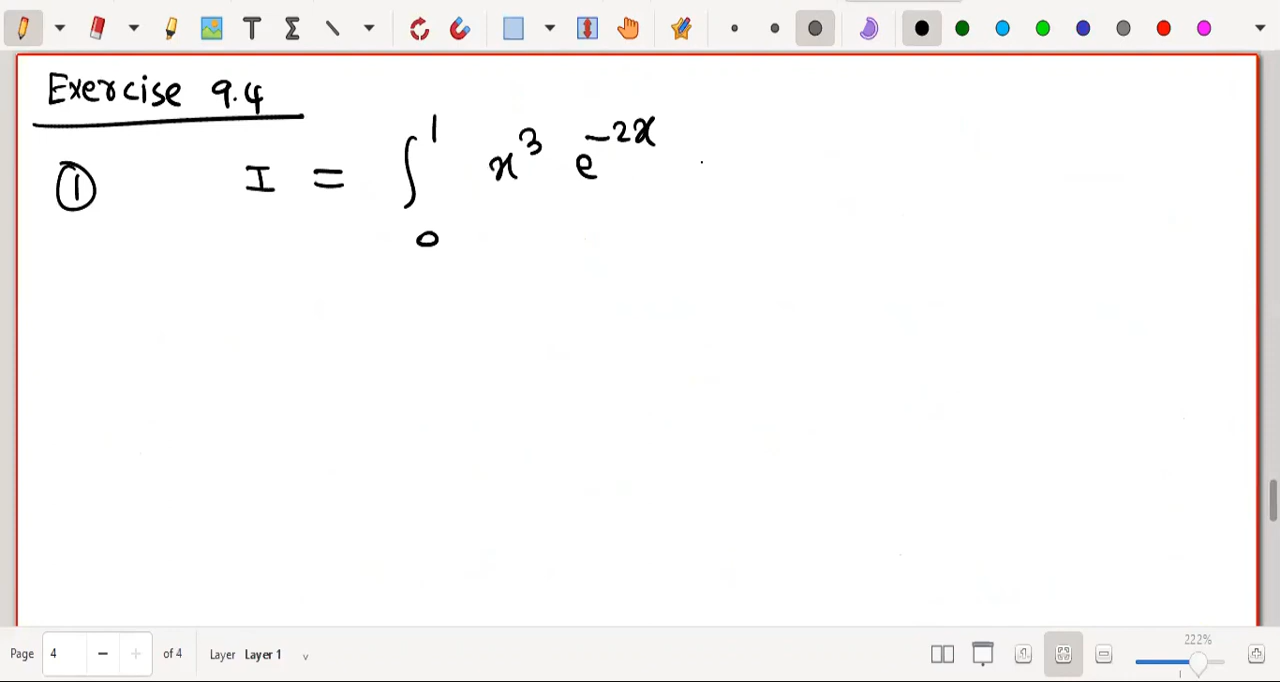 Exercise 9.4
① I = ∫₀¹ x³ e⁻²ˣ
Page 4 of 4 Layer Layer 1 222%